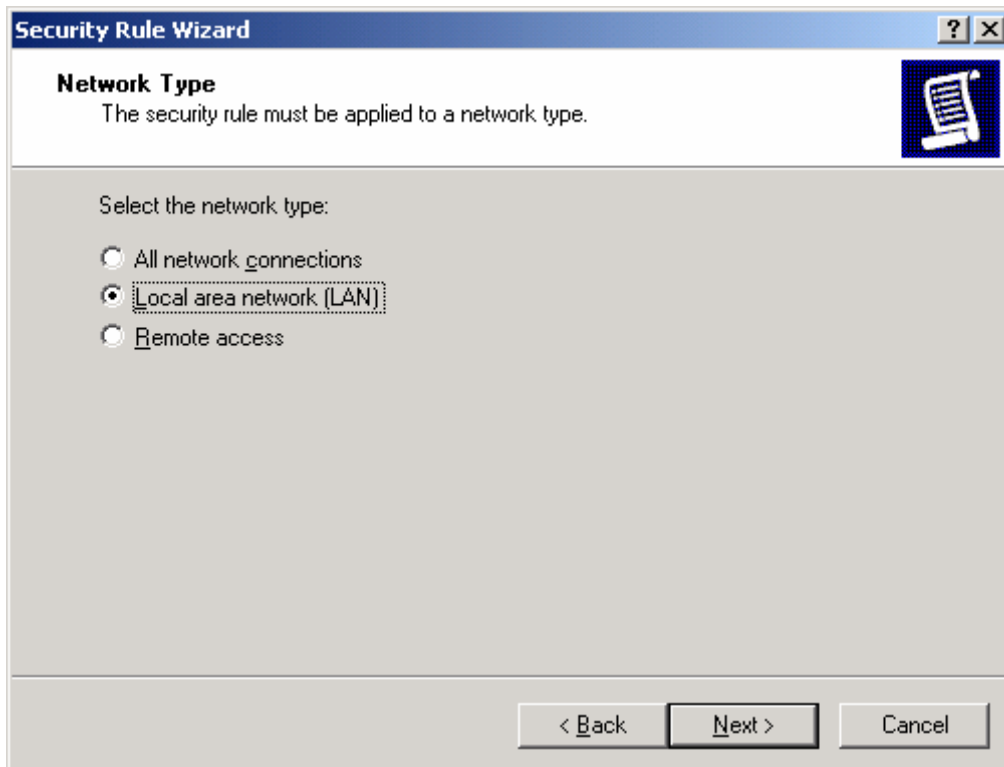 Security Rule Wizard
Network Type
The security rule must be applied to a network type.
Select the network type:
All network connections
Local area network (LAN)
Remote access
< Back Next > Cancel